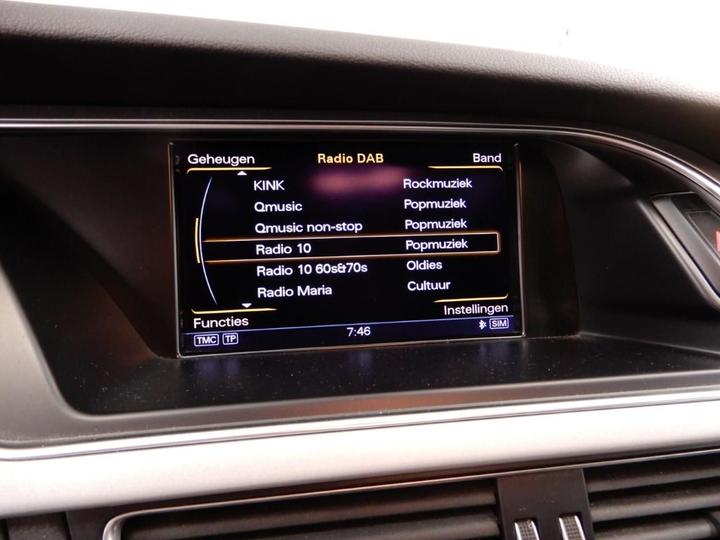 Geheugen Radio DAB Band
KINK Rockmuziek
Qmusic Popmuziek
Qmusic non-stop Popmuziek
Radio 10 Popmuziek
Radio 10 60s&70s Oldies
Radio Maria Cultuur
Functies Instellingen
TMC TP 7:46 SIM